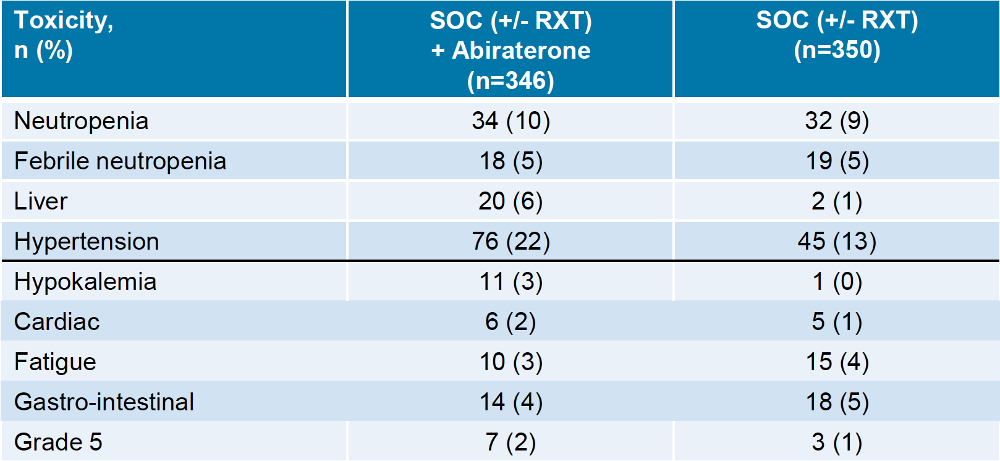 Toxicity,
n (%)
SOC (+/- RXT)
+ Abiraterone
(n=346)
SOC (+/- RXT)
(n=350)
Neutropenia 34 (10) 32 (9)
Febrile neutropenia 18 (5) 19 (5)
Liver 20 (6) 2 (1)
Hypertension 76 (22) 45 (13)
Hypokalemia 11 (3) 1 (0)
Cardiac 6 (2) 5 (1)
Fatigue 10 (3) 15 (4)
Gastro-intestinal 14 (4) 18 (5)
Grade 5 7 (2) 3 (1)